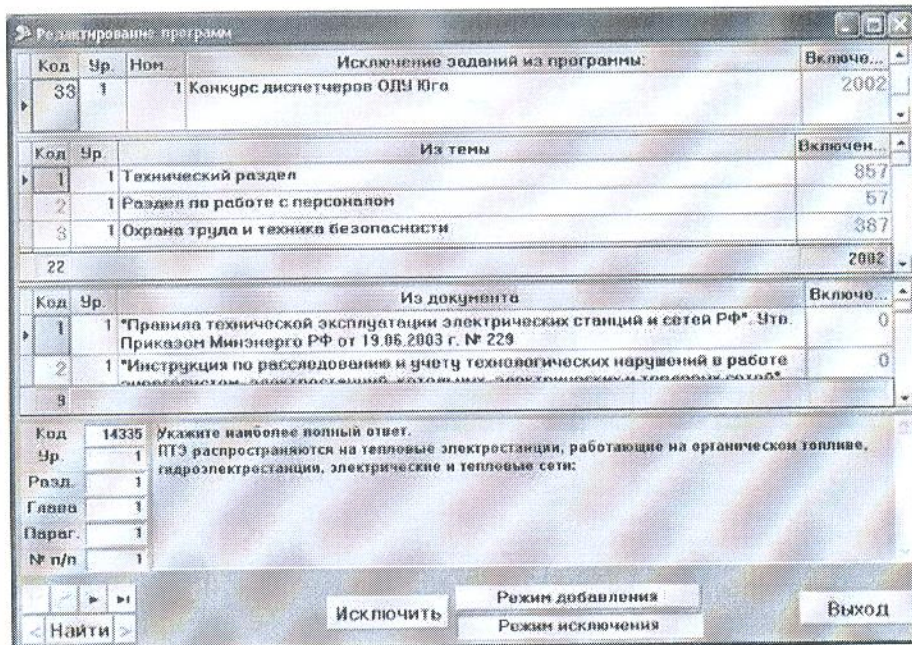 Редактирование программ
Код Ур. Ном... Исключение заданий из программы: Включе...
33 1 1 Конкурс диспетчеров ОДУ Юга 2002
Код Ур. Из темы Включен...
1 1 Технический раздел 857
2 1 Раздел по работе с персоналом 57
3 1 Охрана труда и техника безопасности 387
22 2002
Код Ур. Из документа Включе...
1 1 "Правила технической эксплуатации электрических станций и сетей РФ". Утв. 0
Приказом Минэнерго РФ от 19.06.2003 г. № 229
2 1 "Инструкция по расследованию и учету технологических нарушений в работе 0
энергосистем, электростанций, котельных, электрических и тепловых сетей"
9
Код 14335 Укажите наиболее полный ответ.
Ур. 1 ПТЭ распространяются на тепловые электростанции, работающие на органическом топливе,
гидроэлектростанции, электрические и тепловые сети:
Разд. 1
Глава 1
Параг. 1
№ п/п 1
Исключить Режим добавления Выход
< Найти > Режим исключения